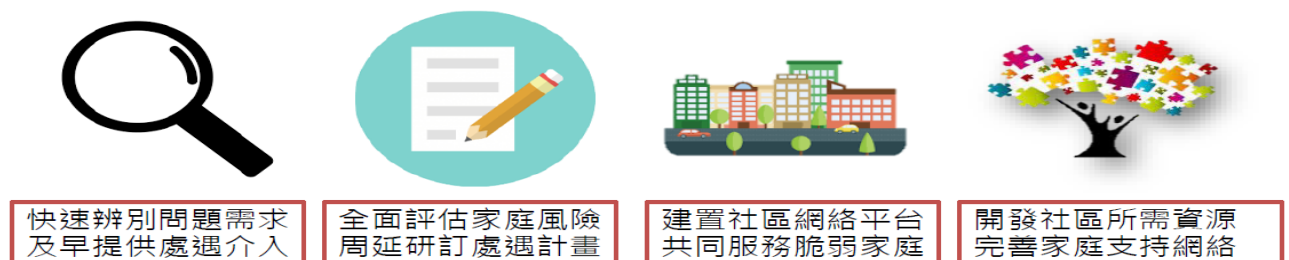 快速辨別問題需求
及早提供處遇介入
全面評估家庭風險
周延研訂處遇計畫
建置社區網絡平台
共同服務脆弱家庭
開發社區所需資源
完善家庭支持網絡